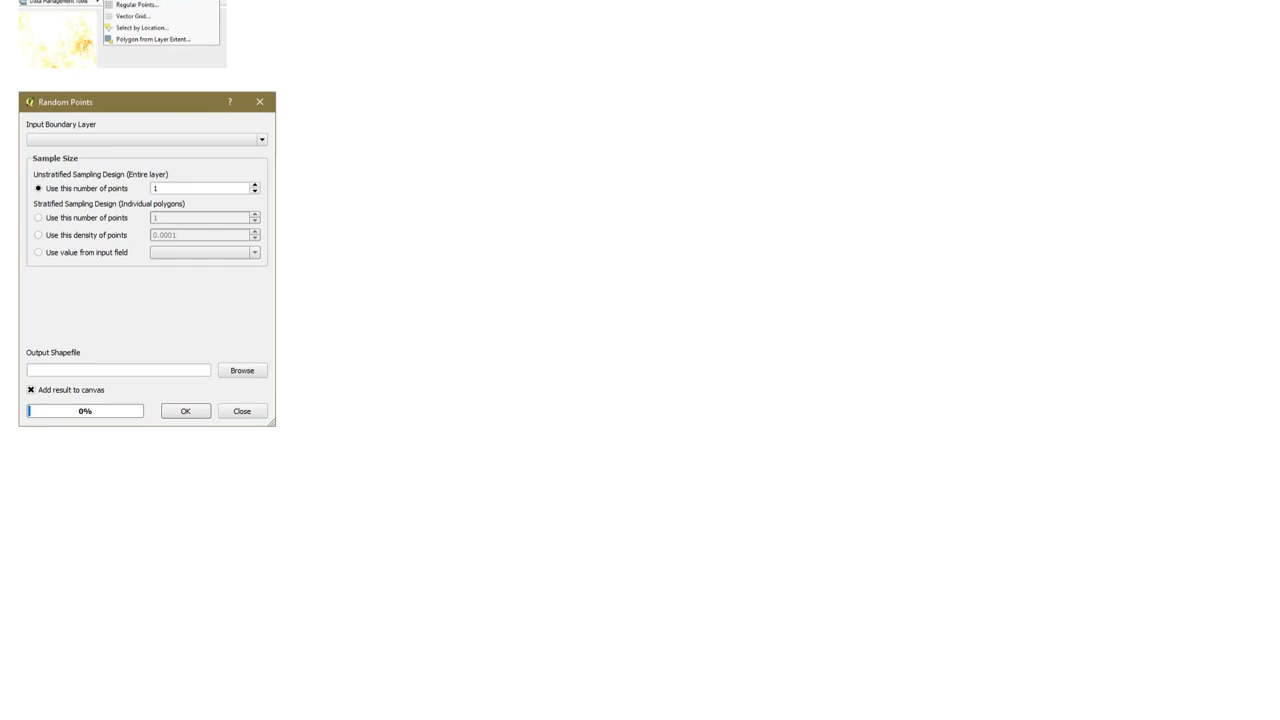 Data Management Tools
Regular Points...
Vector Grid...
Select by Location...
Polygon from Layer Extent...
Random Points
?
Input Boundary Layer
Sample Size
Unstratified Sampling Design (Entire layer)
Use this number of points 1
Stratified Sampling Design (Individual polygons)
Use this number of points 1
Use this density of points 0.0001
Use value from input field
Output Shapefile
Browse
Add result to canvas
0% OK Close